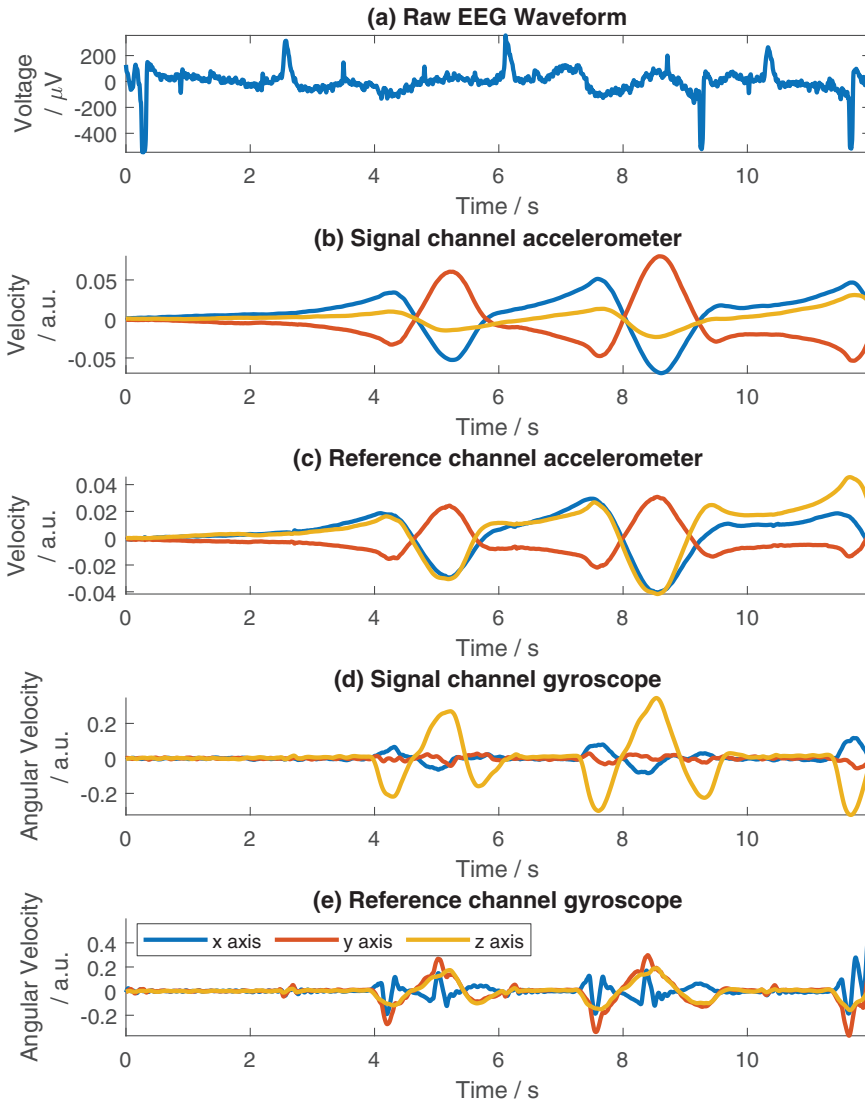 (a) Raw EEG Waveform
Voltage
/ μV
200
0
-200
-400
0 2 4 6 8 10
Time / s
(b) Signal channel accelerometer
Velocity
/ a.u.
0.05
0
-0.05
0 2 4 6 8 10
Time / s
(c) Reference channel accelerometer
Velocity
/ a.u.
0.04
0.02
0
-0.02
-0.04
0 2 4 6 8 10
Time / s
(d) Signal channel gyroscope
Angular Velocity
/ a.u.
0.2
0
-0.2
0 2 4 6 8 10
Time / s
(e) Reference channel gyroscope
x axis y axis z axis
Angular Velocity
/ a.u.
0.4
0.2
0
-0.2
0 2 4 6 8 10
Time / s